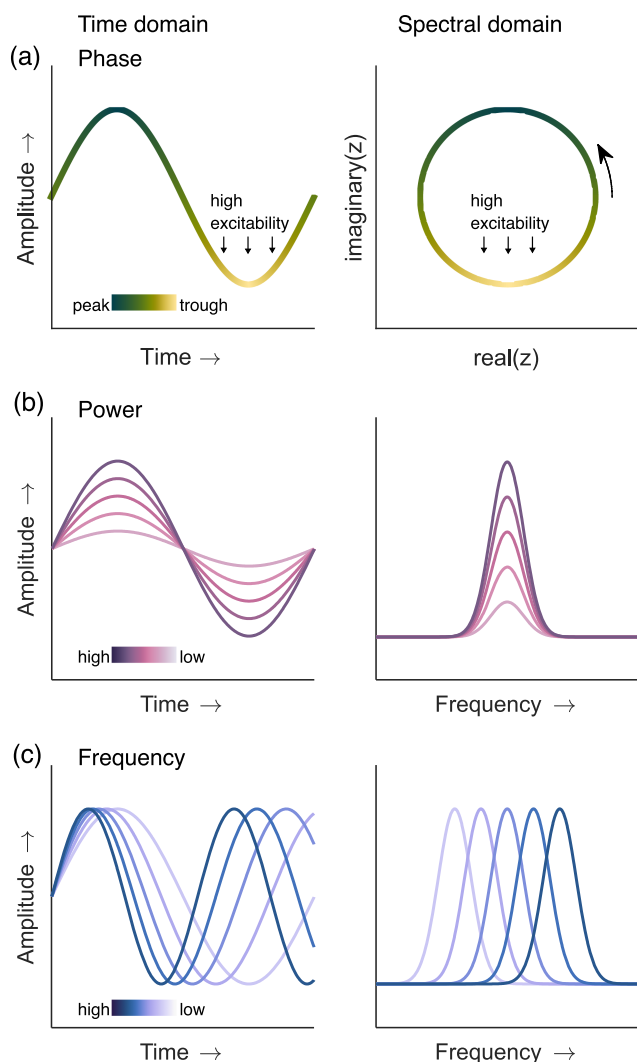 Time domain
Spectral domain
(a)
Phase
Amplitude →
high
excitability
peak
trough
Time →
imaginary(z)
high
excitability
real(z)
(b)
Power
Amplitude →
high
low
Time →
Frequency →
(c)
Frequency
Amplitude →
high
low
Time →
Frequency →